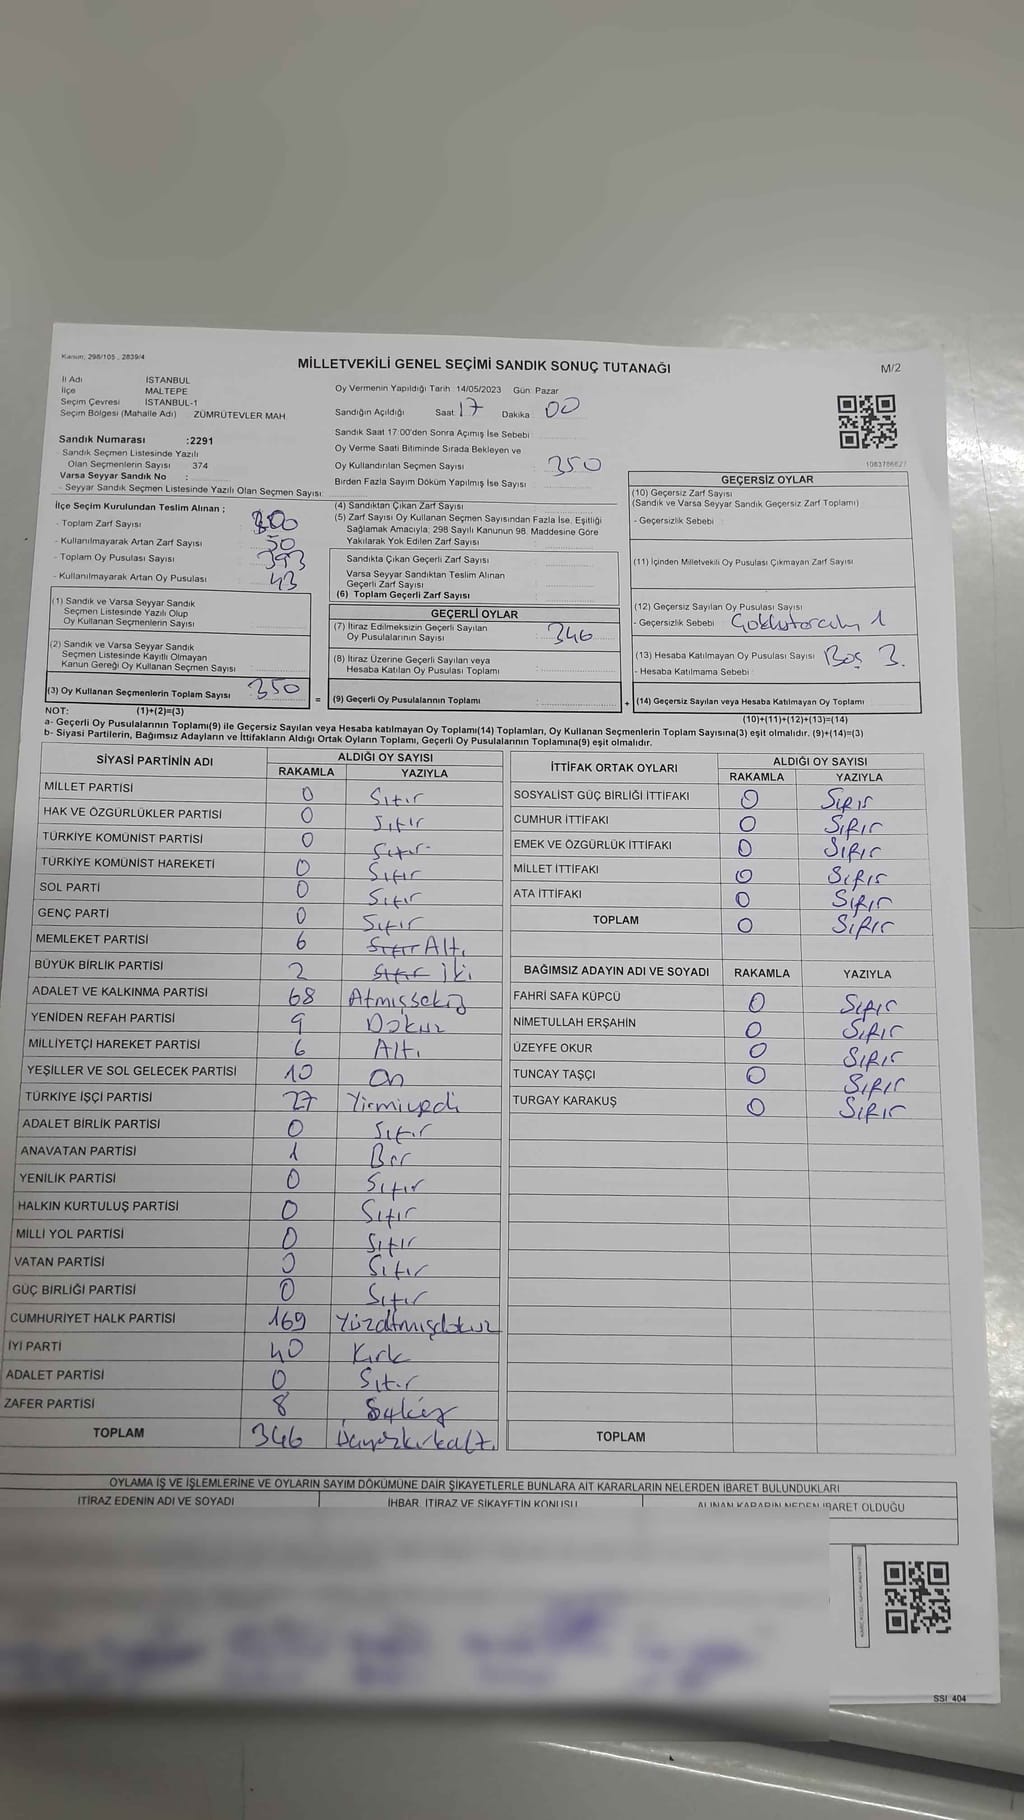 Kanun; 298/105 , 2839/4
MİLLETVEKİLİ GENEL SEÇİMİ SANDIK SONUÇ TUTANAĞI
M/2
İl Adı İSTANBUL
İlçe MALTEPE
Seçim Çevresi İSTANBUL-1
Seçim Bölgesi (Mahalle Adı) ZÜMRÜTEVLER MAH
Oy Vermenin Yapıldığı Tarih 14/05/2023 Gün Pazar
Sandığın Açıldığı Saat 17 Dakika 00
Sandık Saat 17:00'den Sonra Açımış İse Sebebi
Sandık Numarası :2291
Sandık Seçmen Listesinde Yazılı
Olan Seçmenlerin Sayısı 374
Varsa Seyyar Sandık No :
- Seyyar Sandık Seçmen Listesinde Yazılı Olan Seçmen Sayısı:
Oy Verme Saati Bitiminde Sırada Bekleyen ve
Oy Kullandırılan Seçmen Sayısı 350
Birden Fazla Sayım Döküm Yapılmış İse Sayısı
1083766627
İlçe Seçim Kurulundan Teslim Alınan ;
- Toplam Zarf Sayısı
- Kullanılmayarak Artan Zarf Sayısı 50
- Toplam Oy Pusulası Sayısı 393
- Kullanılmayarak Artan Oy Pusulası 43
(1) Sandık ve Varsa Seyyar Sandık
Seçmen Listesinde Yazılı Olup
Oy Kullanan Seçmenlerin Sayısı
(2) Sandık ve Varsa Seyyar Sandık
Seçmen Listesinde Kayıtlı Olmayan
Kanun Gereği Oy Kullanan Seçmen Sayısı
(3) Oy Kullanan Seçmenlerin Toplam Sayısı 350
(4) Sandıktan Çıkan Zarf Sayısı
(5) Zarf Sayısı Oy Kullanan Seçmen Sayısından Fazla İse, Eşitliği
Sağlamak Amacıyla; 298 Sayılı Kanunun 98. Maddesine Göre
Yakılarak Yok Edilen Zarf Sayısı
Sandıkta Çıkan Geçerli Zarf Sayısı
Varsa Seyyar Sandıktan Teslim Alınan
Geçerli Zarf Sayısı
(6) Toplam Geçerli Zarf Sayısı
GEÇERLİ OYLAR
(7) İtiraz Edilmeksizin Geçerli Sayılan
Oy Pusulalarının Sayısı 346
(8) İtiraz Üzerine Geçerli Sayılan veya
Hesaba Katılan Oy Pusulası Toplamı
= (9) Geçerli Oy Pusulalarının Toplamı
GEÇERSİZ OYLAR
(10) Geçersiz Zarf Sayısı
(Sandık ve Varsa Seyyar Sandık Geçersiz Zarf Toplamı)
- Geçersizlik Sebebi
(11) İçinden Milletvekili Oy Pusulası Çıkmayan Zarf Sayısı
(12) Geçersiz Sayılan Oy Pusulası Sayısı
- Geçersizlik Sebebi 1
(13) Hesaba Katılmayan Oy Pusulası Sayısı Boş 3.
- Hesaba Katılmama Sebebi
+ (14) Geçersiz Sayılan veya Hesaba Katılmayan Oy Toplamı
NOT: (1)+(2)=(3)
(10)+(11)+(12)+(13)=(14)
a- Geçerli Oy Pusulalarının Toplamı(9) ile Geçersiz Sayılan veya Hesaba katılmayan Oy Toplamı(14) Toplamları, Oy Kullanan Seçmenlerin Toplam Sayısına(3) eşit olmalıdır. (9)+(14)=(3)
b- Siyasi Partilerin, Bağımsız Adayların ve İttifakların Aldığı Ortak Oyların Toplamı, Geçerli Oy Pusulalarının Toplamına(9) eşit olmalıdır.
SİYASİ PARTİNİN ADI ALDIĞI OY SAYISI
RAKAMLA YAZIYLA
MİLLET PARTİSİ 0 Sıfır
HAK VE ÖZGÜRLÜKLER PARTİSİ 0 Sıfır
TÜRKİYE KOMÜNİST PARTİSİ 0 Sıfır
TÜRKİYE KOMÜNİST HAREKETİ 0 Sıfır
SOL PARTİ 0 Sıfır
GENÇ PARTİ 0 Sıfır
MEMLEKET PARTİSİ 6 Sıfır Altı
BÜYÜK BİRLİK PARTİSİ 2 Sıfır İki
ADALET VE KALKINMA PARTİSİ 68 Atmışsekiz
YENİDEN REFAH PARTİSİ 9 Dokuz
MİLLİYETÇİ HAREKET PARTİSİ 6 Altı
YEŞİLLER VE SOL GELECEK PARTİSİ 10 On
TÜRKİYE İŞÇİ PARTİSİ 27 Yirmiyedi
ADALET BİRLİK PARTİSİ 0 Sıfır
ANAVATAN PARTİSİ 1 Bir
YENİLİK PARTİSİ 0 Sıfır
HALKIN KURTULUŞ PARTİSİ 0 Sıfır
MİLLİ YOL PARTİSİ 0 Sıfır
VATAN PARTİSİ 0 Sıfır
GÜÇ BİRLİĞİ PARTİSİ 0 Sıfır
CUMHURİYET HALK PARTİSİ 169 Yüzatmışdokuz
İYİ PARTİ 40 Kırk
ADALET PARTİSİ 0 Sıfır
ZAFER PARTİSİ 8 Sekiz
TOPLAM 346 Üçyüzkırkaltı
İTTİFAK ORTAK OYLARI ALDIĞI OY SAYISI
RAKAMLA YAZIYLA
SOSYALİST GÜÇ BİRLİĞİ İTTİFAKI 0 Sıfır
CUMHUR İTTİFAKI 0 Sıfır
EMEK VE ÖZGÜRLÜK İTTİFAKI 0 Sıfır
MİLLET İTTİFAKI 0 Sıfır
ATA İTTİFAKI 0 Sıfır
TOPLAM 0 Sıfır
BAĞIMSIZ ADAYIN ADI VE SOYADI RAKAMLA YAZIYLA
FAHRİ SAFA KÜPCÜ 0 Sıfır
NİMETULLAH ERŞAHİN 0 Sıfır
ÜZEYFE OKUR 0 Sıfır
TUNCAY TAŞÇI 0 Sıfır
TURGAY KARAKUŞ 0 Sıfır
TOPLAM
OYLAMA İŞ VE İŞLEMLERİNE VE OYLARIN SAYIM DÖKÜMÜNE DAİR ŞİKAYETLERLE BUNLARA AİT KARARLARIN NELERDEN İBARET BULUNDUKLARI
İTİRAZ EDENİN ADI VE SOYADI İHBAR, İTİRAZ VE ŞİKAYETİN KONUSU ALINAN KARARIN NEDEN İBARET OLDUĞU
SSI_404